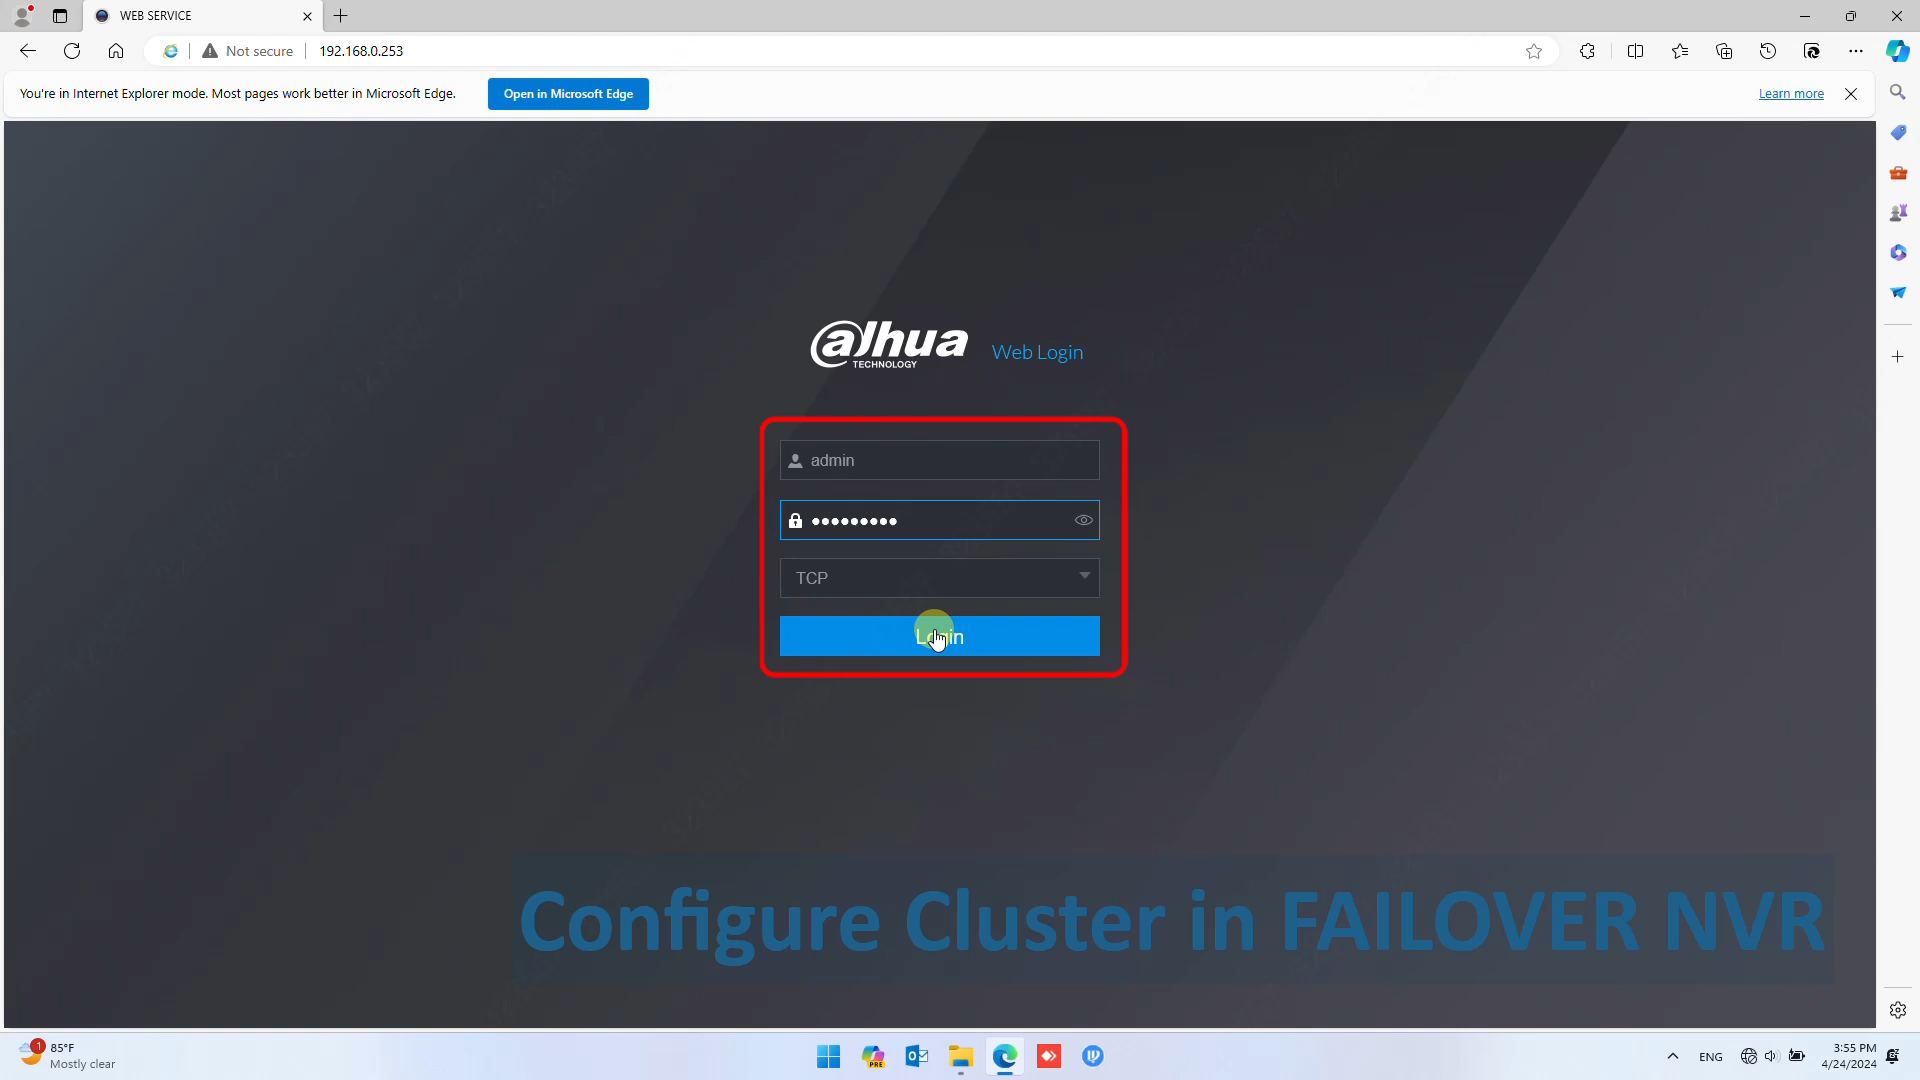 WEB SERVICE
Not secure
192.168.0.253
You're in Internet Explorer mode. Most pages work better in Microsoft Edge.
Open in Microsoft Edge
Learn more
alhua
TECHNOLOGY
Web Login
admin
•••••••••
TCP
Login
Configure Cluster in FAILOVER NVR
1
85°F
Mostly clear
PRE
ENG
3:55 PM
4/24/2024